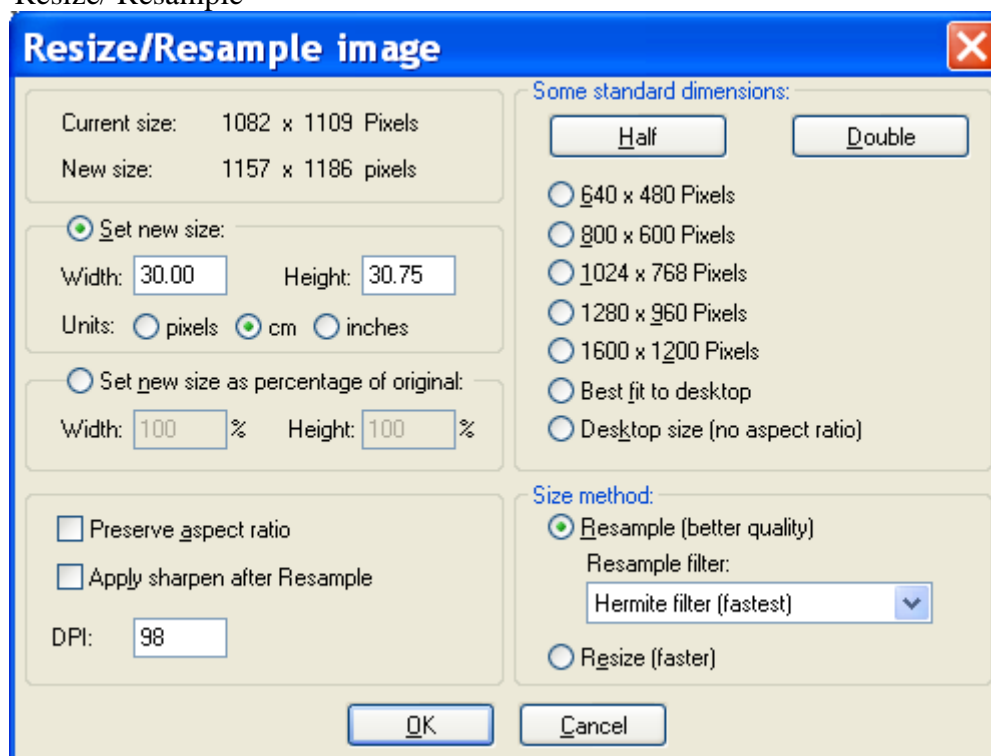 Resize/ Resample
Resize/Resample image
Current size: 1082 x 1109 Pixels
New size: 1157 x 1186 pixels
Set new size:
Width: 30.00 Height: 30.75
Units: pixels cm inches
Set new size as percentage of original:
Width: 100 % Height: 100 %
Preserve aspect ratio
Apply sharpen after Resample
DPI: 98
Some standard dimensions:
Half Double
640 x 480 Pixels
800 x 600 Pixels
1024 x 768 Pixels
1280 x 960 Pixels
1600 x 1200 Pixels
Best fit to desktop
Desktop size (no aspect ratio)
Size method:
Resample (better quality)
Resample filter:
Hermite filter (fastest)
Resize (faster)
OK Cancel